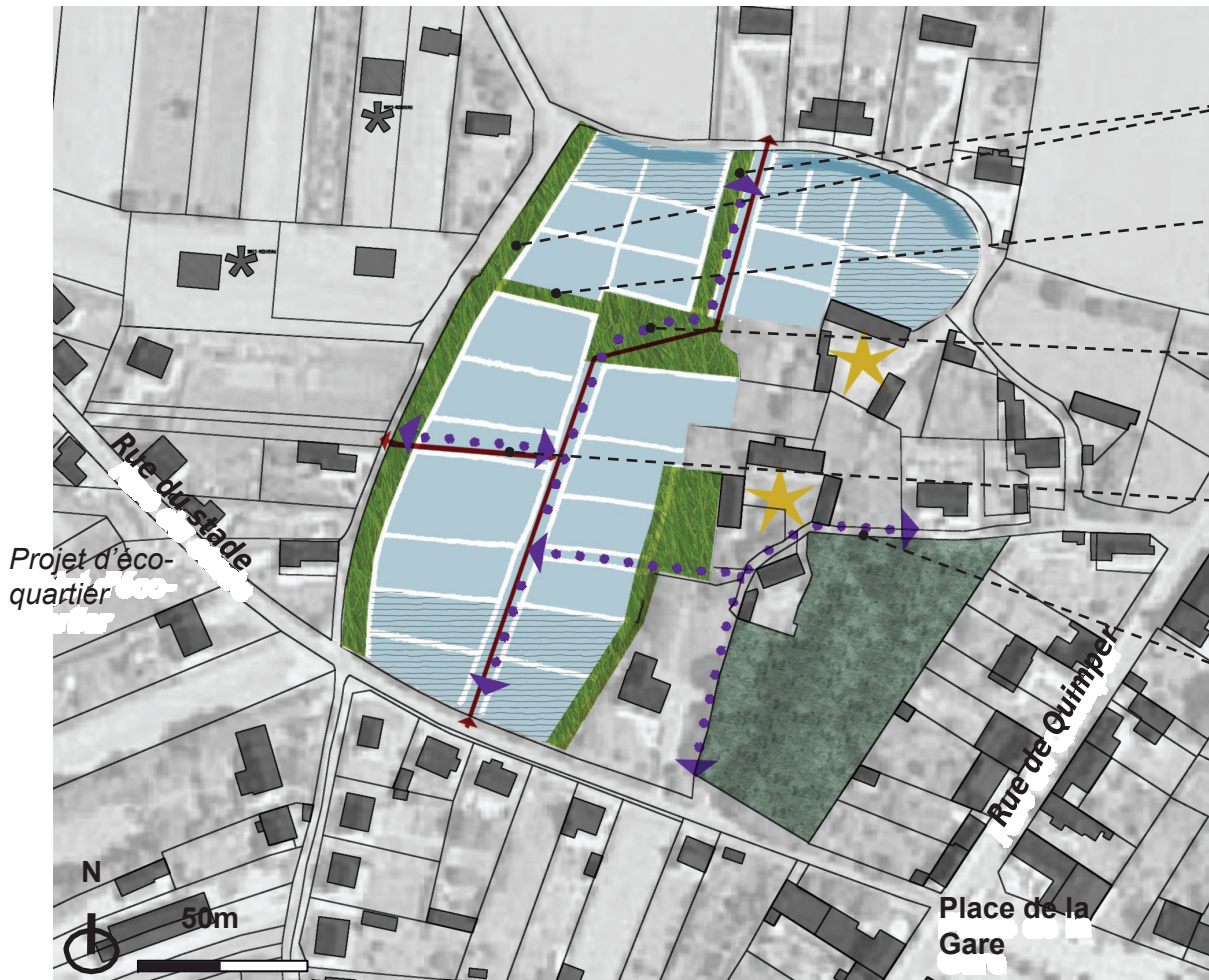 Rue du stade
Projet d'éco-
quartier
Rue de Quimper
N
50m
Place de la
Gare